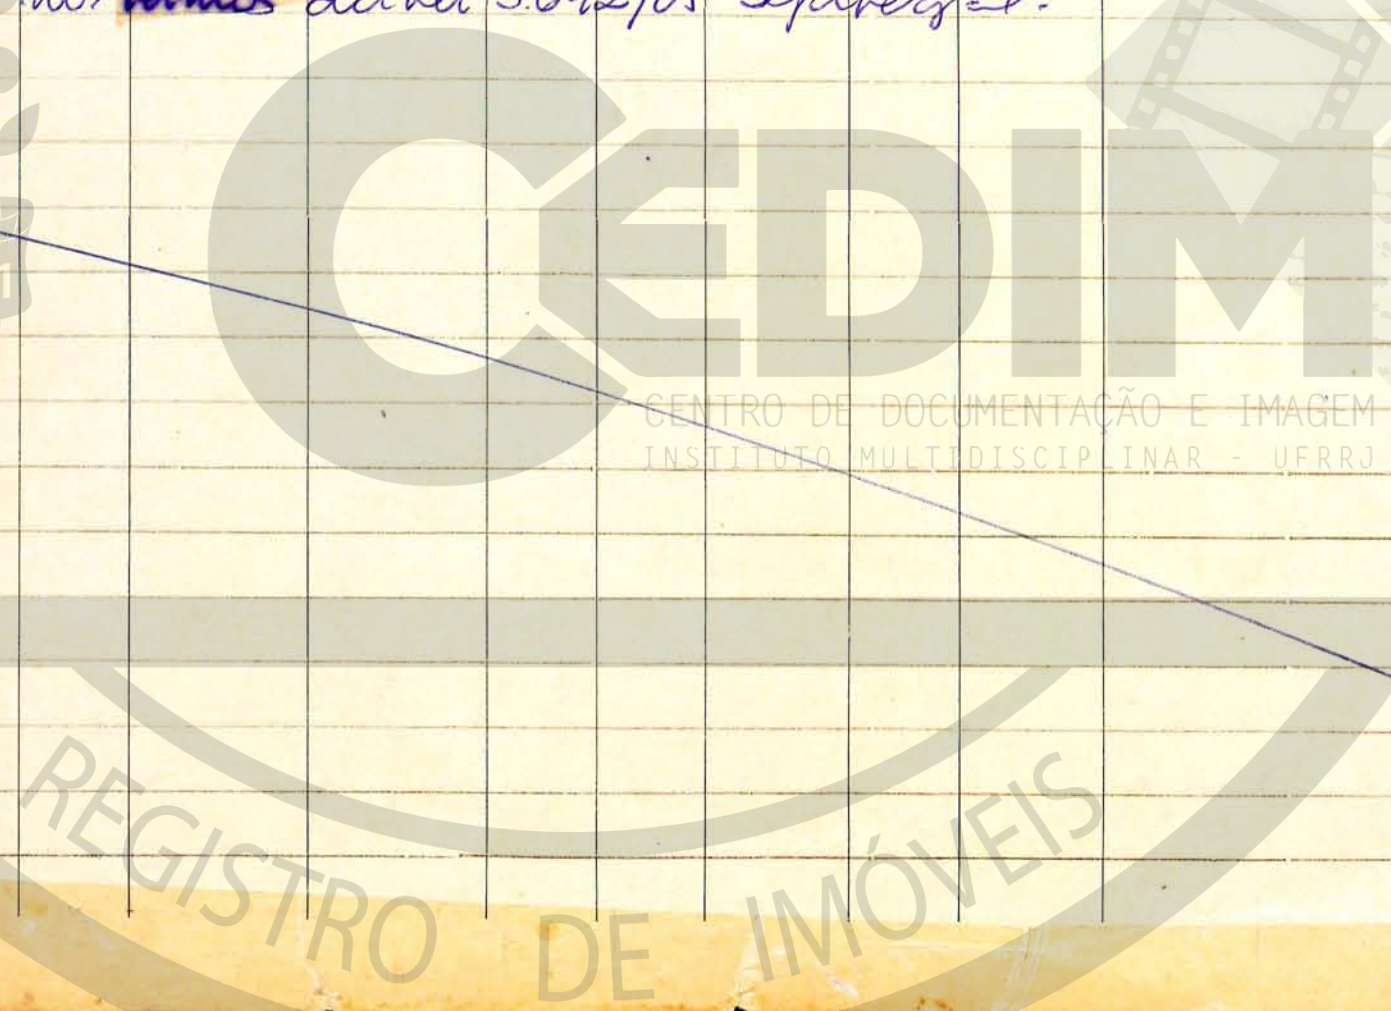 CEDIM
CENTRO DE DOCUMENTAÇÃO E IMAGEM
INSTITUTO MULTIDISCIPLINAR - UFRRJ
REGISTRO DE IMÓVEIS